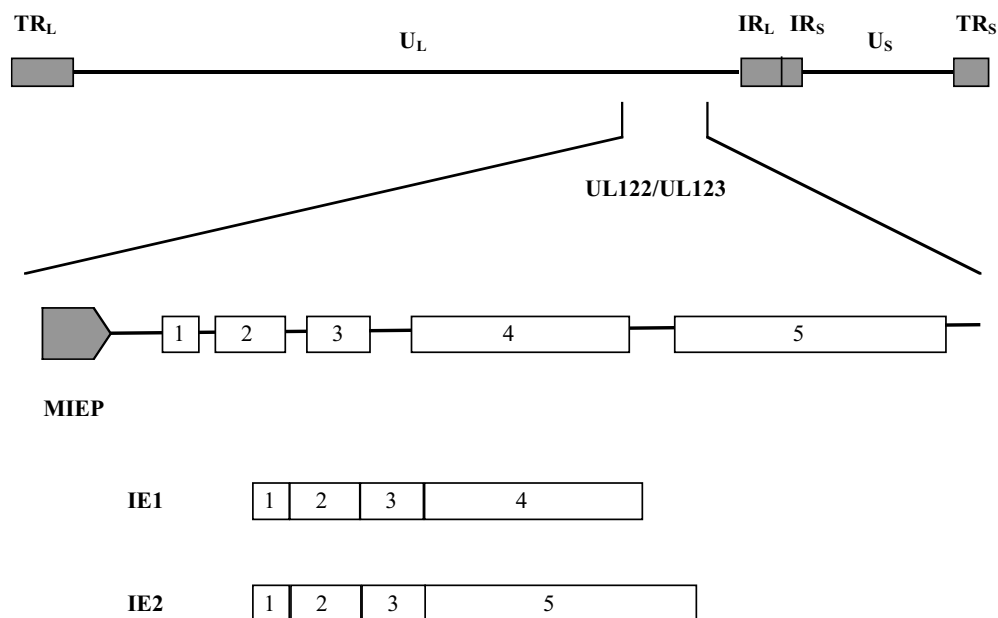 TRL UL IRL IRS US TRS
UL122/UL123
1 2 3 4 5
MIEP
IE1 1 2 3 4
IE2 1 2 3 5